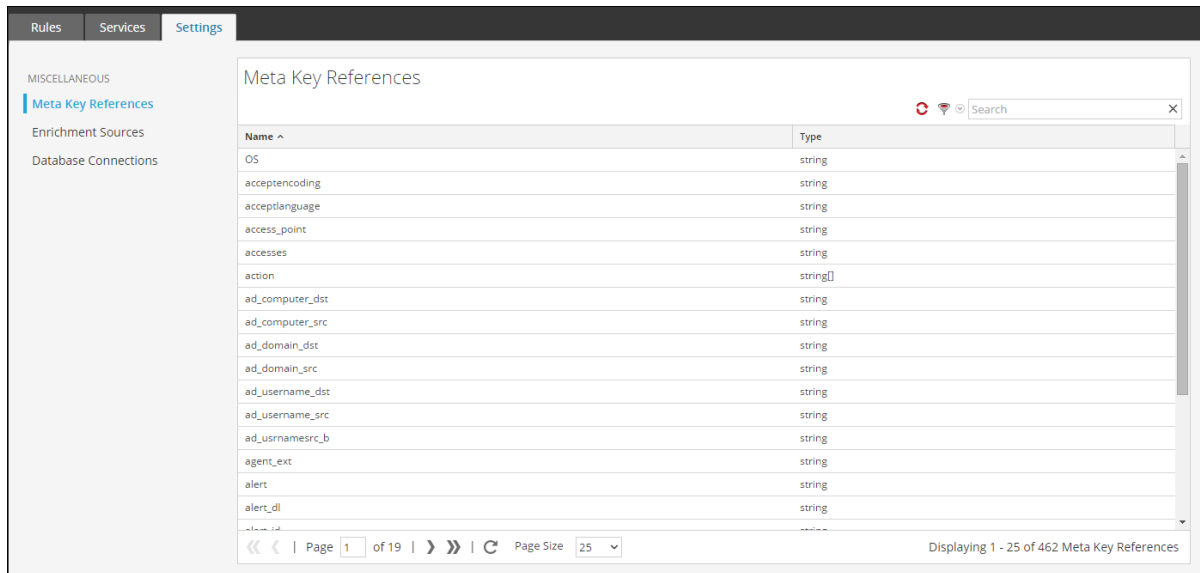 Rules Services Settings
MISCELLANEOUS
Meta Key References
Enrichment Sources
Database Connections
Meta Key References
Search
Name Type
OS string
acceptencoding string
acceptlanguage string
access_point string
accesses string
action string[]
ad_computer_dst string
ad_computer_src string
ad_domain_dst string
ad_domain_src string
ad_username_dst string
ad_username_src string
ad_usrnamesrc_b string
agent_ext string
alert string
alert_dl string
alert_id string
| Page 1 of 19 | | Page Size 25
Displaying 1 - 25 of 462 Meta Key References